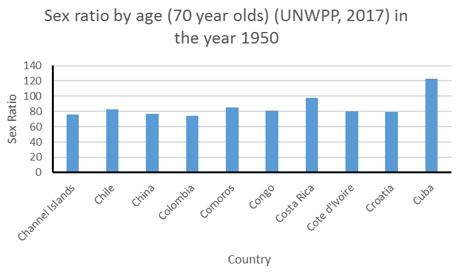 Sex ratio by age (70 year olds) (UNWPP, 2017) in
the year 1950
140
120
100
80
60
40
20
0
Sex Ratio
Channel Islands
Chile
China
Colombia
Comoros
Congo
Costa Rica
Cote d'Ivoire
Croatia
Cuba
Country